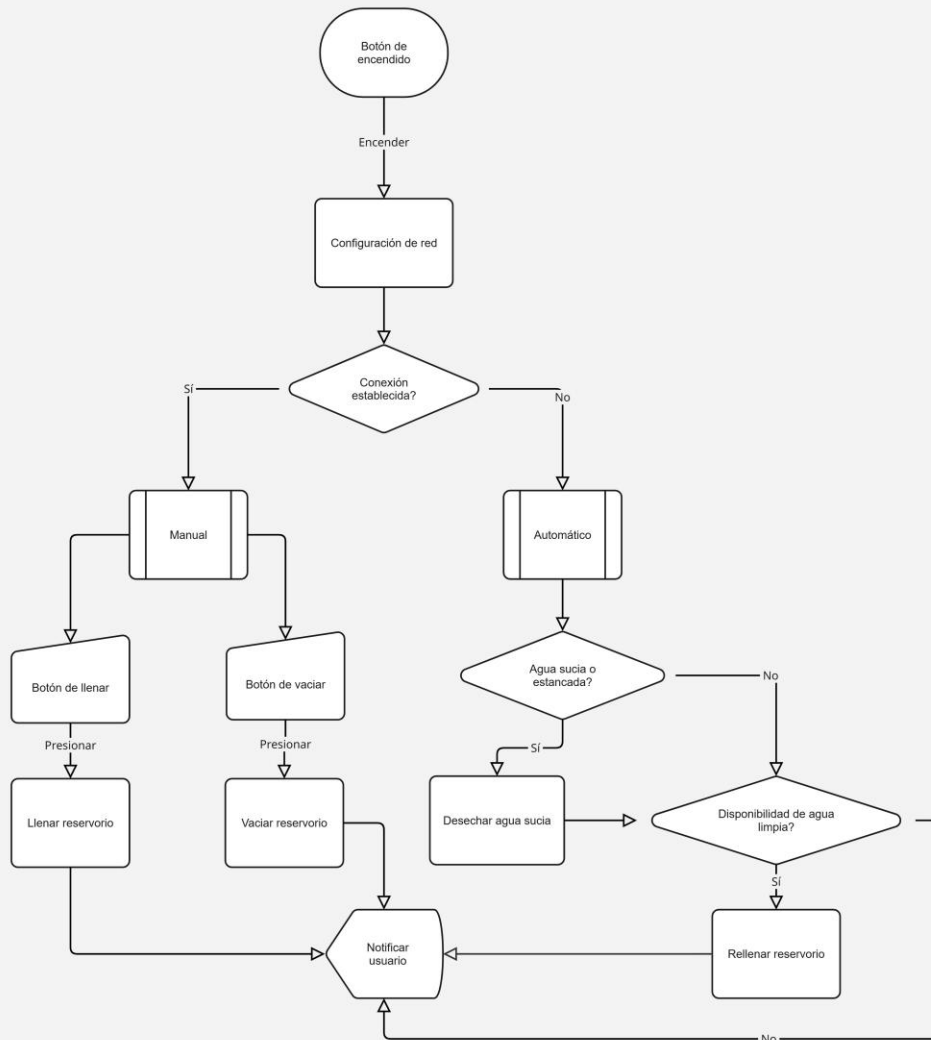 Botón de
encendido
Encender
Configuración de red
Conexión
establecida?
Sí
No
Manual
Automático
Botón de llenar
Botón de vaciar
Agua sucia o
estancada?
No
Presionar
Presionar
Sí
Llenar reservorio
Vaciar reservorio
Desechar agua sucia
Disponibilidad de agua
limpia?
Sí
Notificar
usuario
Rellenar reservorio
No